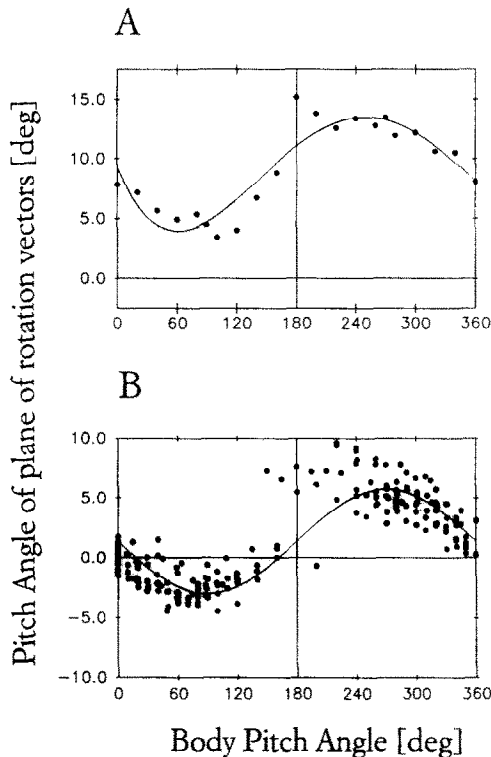 A
15.0
10.0
5.0
0.0
0 60 120 180 240 300 360
B
10.0
5.0
0.0
-5.0
-10.0
0 60 120 180 240 300 360
Pitch Angle of plane of rotation vectors [deg]
Body Pitch Angle [deg]